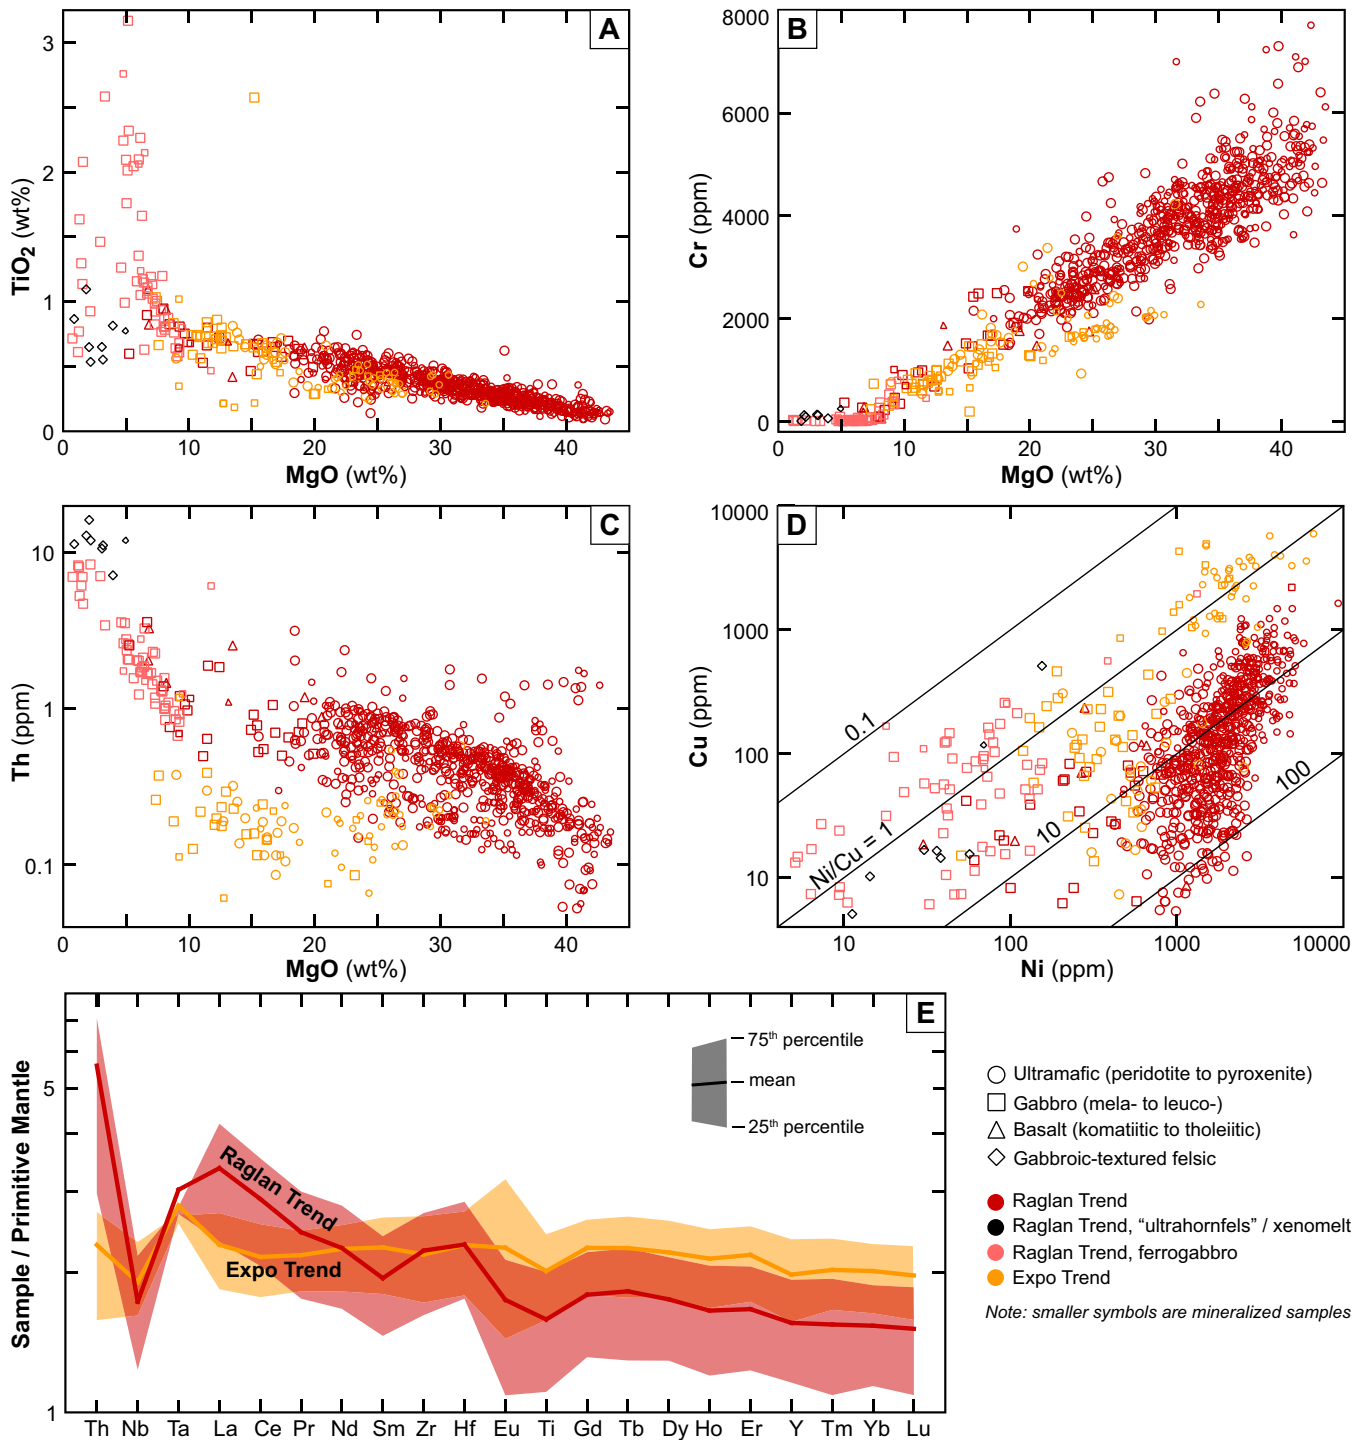 A
3
2
1
0
TiO2 (wt%)
0 10 20 30 40
MgO (wt%)
B
8000
6000
4000
2000
0
Cr (ppm)
0 10 20 30 40
MgO (wt%)
C
10
1
0.1
Th (ppm)
0 10 20 30 40
MgO (wt%)
D
10000
1000
100
10
Cu (ppm)
0.1
Ni/Cu = 1
10
100
10 100 1000 10000
Ni (ppm)
E
5
1
Sample / Primitive Mantle
75th percentile
mean
25th percentile
Raglan Trend
Expo Trend
Th Nb Ta La Ce Pr Nd Sm Zr Hf Eu Ti Gd Tb Dy Ho Er Y Tm Yb Lu
Ultramafic (peridotite to pyroxenite)
Gabbro (mela- to leuco-)
Basalt (komatiitic to tholeiitic)
Gabbroic-textured felsic
Raglan Trend
Raglan Trend, “ultrahornfels” / xenomelt
Raglan Trend, ferrogabbro
Expo Trend
Note: smaller symbols are mineralized samples